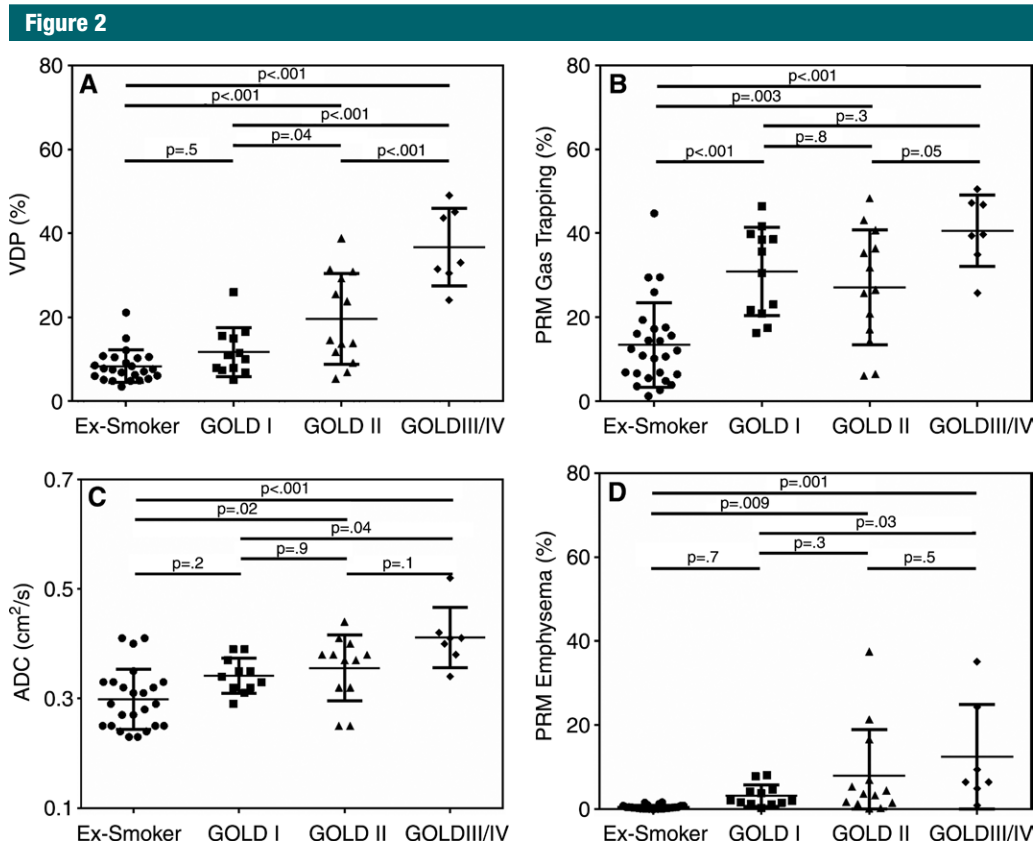 Figure 2
A
VDP (%)
80
60
40
20
0
p<.001
p<.001
p<.001
p=.04
p=.5
p<.001
Ex-Smoker
GOLD I
GOLD II
GOLDIII/IV
B
PRM Gas Trapping (%)
80
60
40
20
0
p<.001
p=.003
p=.3
p=.8
p<.001
p=.05
Ex-Smoker
GOLD I
GOLD II
GOLDIII/IV
C
ADC (cm²/s)
0.7
0.5
0.3
0.1
p<.001
p=.02
p=.04
p=.9
p=.2
p=.1
Ex-Smoker
GOLD I
GOLD II
GOLDIII/IV
D
PRM Emphysema (%)
80
60
40
20
0
p=.001
p=.009
p=.03
p=.3
p=.7
p=.5
Ex-Smoker
GOLD I
GOLD II
GOLDIII/IV